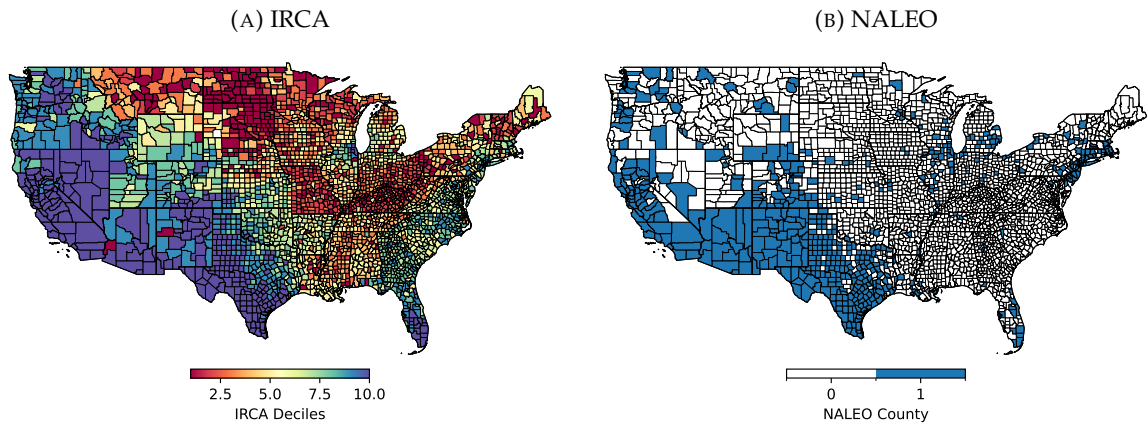 (A) IRCA
(B) NALEO
2.5 5.0 7.5 10.0
IRCA Deciles
0 1
NALEO County